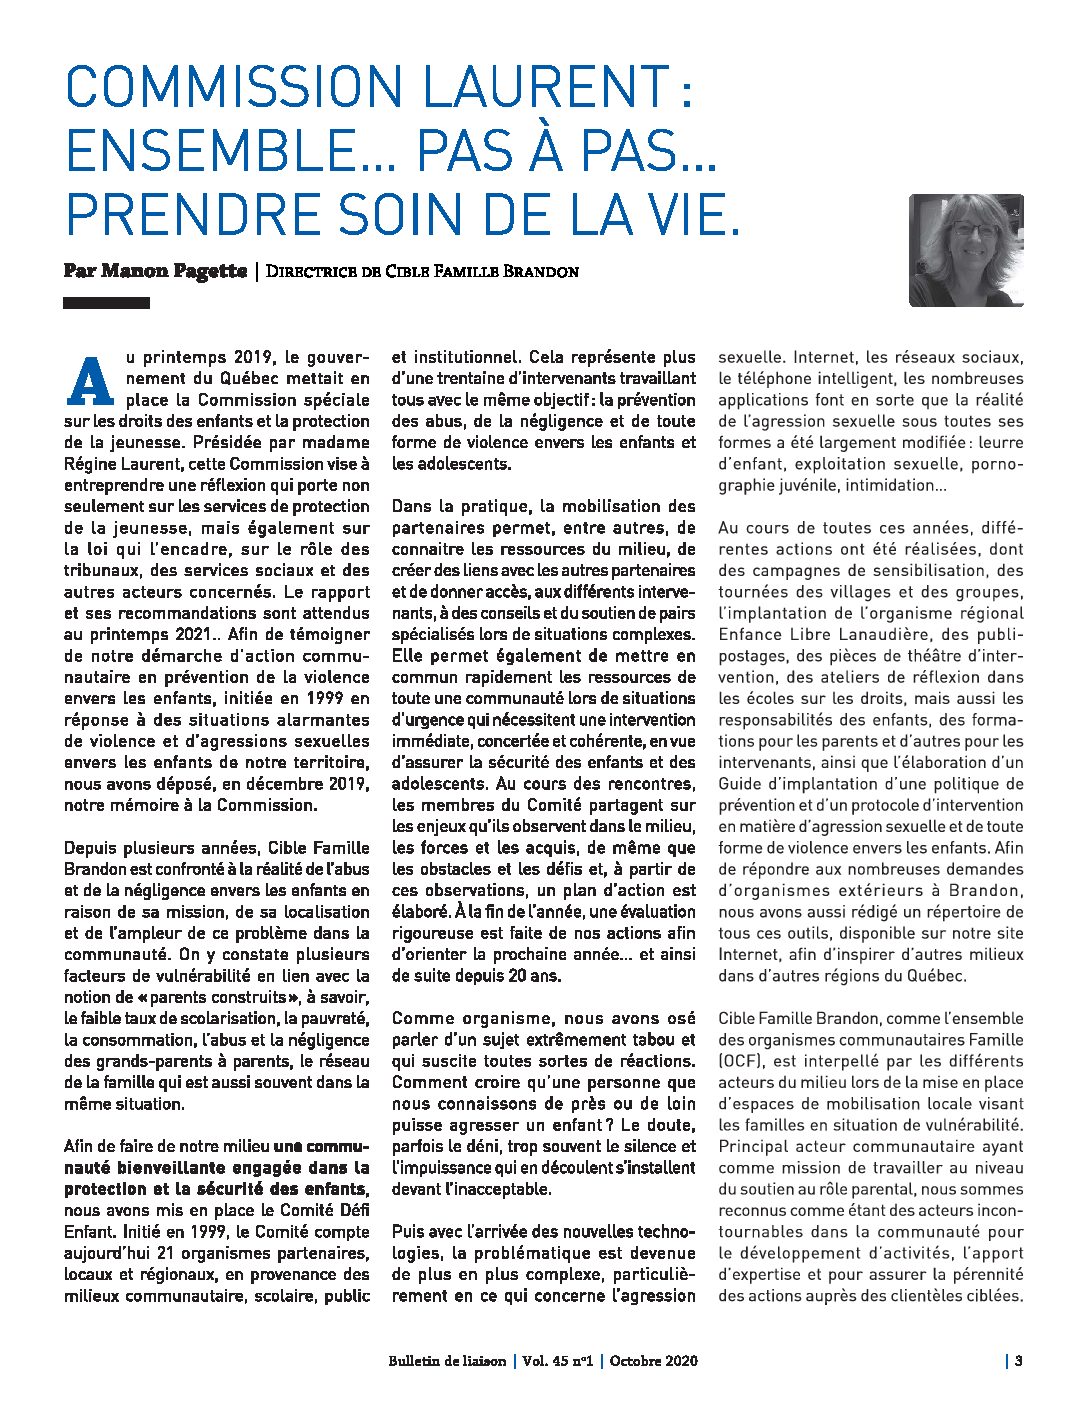 COMMISSION LAURENT :
ENSEMBLE... PAS À PAS...
PRENDRE SOIN DE LA VIE.
Par Manon Pagette | DIRECTRICE DE CIBLE FAMILLE BRANDON
Au printemps 2019, le gouver-
nement du Québec mettait en
place la Commission spéciale
sur les droits des enfants et la protection
de la jeunesse. Présidée par madame
Régine Laurent, cette Commission vise à
entreprendre une réflexion qui porte non
seulement sur les services de protection
de la jeunesse, mais également sur
la loi qui l’encadre, sur le rôle des
tribunaux, des services sociaux et des
autres acteurs concernés. Le rapport
et ses recommandations sont attendus
au printemps 2021.. Afin de témoigner
de notre démarche d’action commu-
nautaire en prévention de la violence
envers les enfants, initiée en 1999 en
réponse à des situations alarmantes
de violence et d’agressions sexuelles
envers les enfants de notre territoire,
nous avons déposé, en décembre 2019,
notre mémoire à la Commission.
Depuis plusieurs années, Cible Famille
Brandon est confronté à la réalité de l’abus
et de la négligence envers les enfants en
raison de sa mission, de sa localisation
et de l’ampleur de ce problème dans la
communauté. On y constate plusieurs
facteurs de vulnérabilité en lien avec la
notion de « parents construits », à savoir,
le faible taux de scolarisation, la pauvreté,
la consommation, l’abus et la négligence
des grands-parents à parents, le réseau
de la famille qui est aussi souvent dans la
même situation.
Afin de faire de notre milieu une commu-
nauté bienveillante engagée dans la
protection et la sécurité des enfants,
nous avons mis en place le Comité Défi
Enfant. Initié en 1999, le Comité compte
aujourd’hui 21 organismes partenaires,
locaux et régionaux, en provenance des
milieux communautaire, scolaire, public
et institutionnel. Cela représente plus
d’une trentaine d’intervenants travaillant
tous avec le même objectif : la prévention
des abus, de la négligence et de toute
forme de violence envers les enfants et
les adolescents.
Dans la pratique, la mobilisation des
partenaires permet, entre autres, de
connaitre les ressources du milieu, de
créer des liens avec les autres partenaires
et de donner accès, aux différents interve-
nants, à des conseils et du soutien de pairs
spécialisés lors de situations complexes.
Elle permet également de mettre en
commun rapidement les ressources de
toute une communauté lors de situations
d’urgence qui nécessitent une intervention
immédiate, concertée et cohérente, en vue
d’assurer la sécurité des enfants et des
adolescents. Au cours des rencontres,
les membres du Comité partagent sur
les enjeux qu’ils observent dans le milieu,
les forces et les acquis, de même que
les obstacles et les défis et, à partir de
ces observations, un plan d’action est
élaboré. À la fin de l’année, une évaluation
rigoureuse est faite de nos actions afin
d’orienter la prochaine année... et ainsi
de suite depuis 20 ans.
Comme organisme, nous avons osé
parler d’un sujet extrêmement tabou et
qui suscite toutes sortes de réactions.
Comment croire qu’une personne que
nous connaissons de près ou de loin
puisse agresser un enfant ? Le doute,
parfois le déni, trop souvent le silence et
l’impuissance qui en découlent s’installent
devant l’inacceptable.
Puis avec l’arrivée des nouvelles techno-
logies, la problématique est devenue
de plus en plus complexe, particuliè-
rement en ce qui concerne l’agression
sexuelle. Internet, les réseaux sociaux,
le téléphone intelligent, les nombreuses
applications font en sorte que la réalité
de l’agression sexuelle sous toutes ses
formes a été largement modifiée : leurre
d’enfant, exploitation sexuelle, porno-
graphie juvénile, intimidation...
Au cours de toutes ces années, diffé-
rentes actions ont été réalisées, dont
des campagnes de sensibilisation, des
tournées des villages et des groupes,
l’implantation de l’organisme régional
Enfance Libre Lanaudière, des publi-
postages, des pièces de théâtre d’inter-
vention, des ateliers de réflexion dans
les écoles sur les droits, mais aussi les
responsabilités des enfants, des forma-
tions pour les parents et d’autres pour les
intervenants, ainsi que l’élaboration d’un
Guide d’implantation d’une politique de
prévention et d’un protocole d’intervention
en matière d’agression sexuelle et de toute
forme de violence envers les enfants. Afin
de répondre aux nombreuses demandes
d’organismes extérieurs à Brandon,
nous avons aussi rédigé un répertoire de
tous ces outils, disponible sur notre site
Internet, afin d’inspirer d’autres milieux
dans d’autres régions du Québec.
Cible Famille Brandon, comme l’ensemble
des organismes communautaires Famille
(OCF), est interpellé par les différents
acteurs du milieu lors de la mise en place
d’espaces de mobilisation locale visant
les familles en situation de vulnérabilité.
Principal acteur communautaire ayant
comme mission de travailler au niveau
du soutien au rôle parental, nous sommes
reconnus comme étant des acteurs incon-
tournables dans la communauté pour
le développement d’activités, l’apport
d’expertise et pour assurer la pérennité
des actions auprès des clientèles ciblées.
Bulletin de liaison | Vol. 45 nº1 | Octobre 2020
| 3